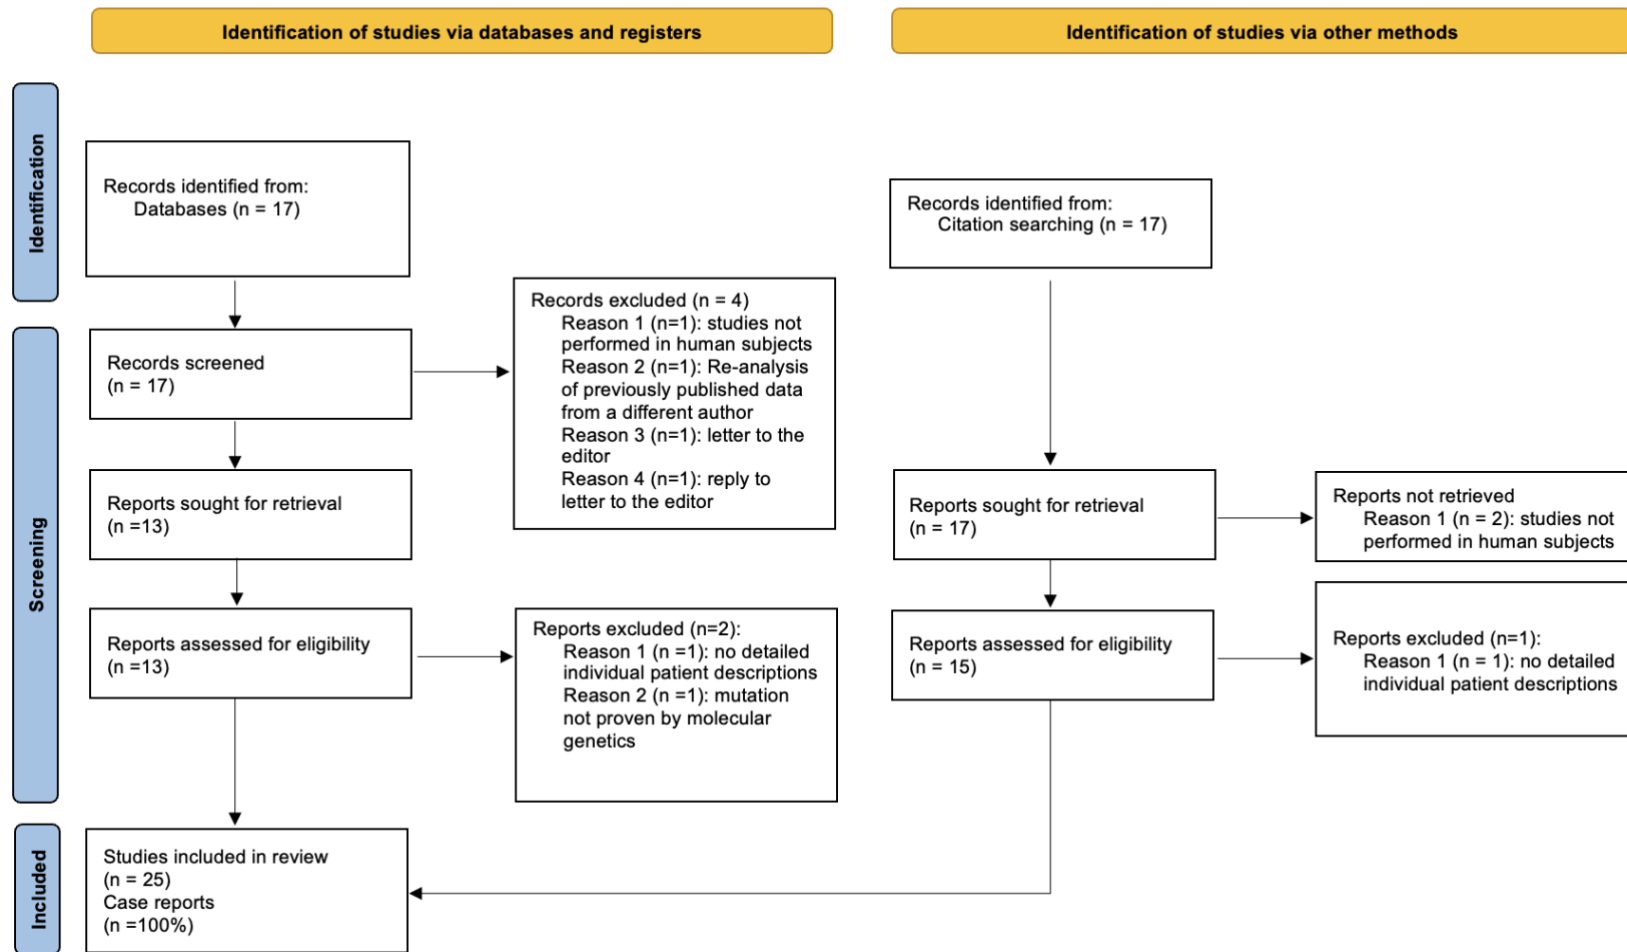 Identification of studies via databases and registers
Identification of studies via other methods
Identification
Records identified from:
Databases (n = 17)
Records identified from:
Citation searching (n = 17)
Screening
Records screened
(n = 17)
Records excluded (n = 4)
Reason 1 (n=1): studies not
performed in human subjects
Reason 2 (n=1): Re-analysis
of previously published data
from a different author
Reason 3 (n=1): letter to the
editor
Reason 4 (n=1): reply to
letter to the editor
Reports sought for retrieval
(n =13)
Reports sought for retrieval
(n = 17)
Reports not retrieved
Reason 1 (n = 2): studies not
performed in human subjects
Reports assessed for eligibility
(n =13)
Reports excluded (n=2):
Reason 1 (n =1): no detailed
individual patient descriptions
Reason 2 (n =1): mutation
not proven by molecular
genetics
Reports assessed for eligibility
(n = 15)
Reports excluded (n=1):
Reason 1 (n = 1): no detailed
individual patient descriptions
Included
Studies included in review
(n = 25)
Case reports
(n =100%)